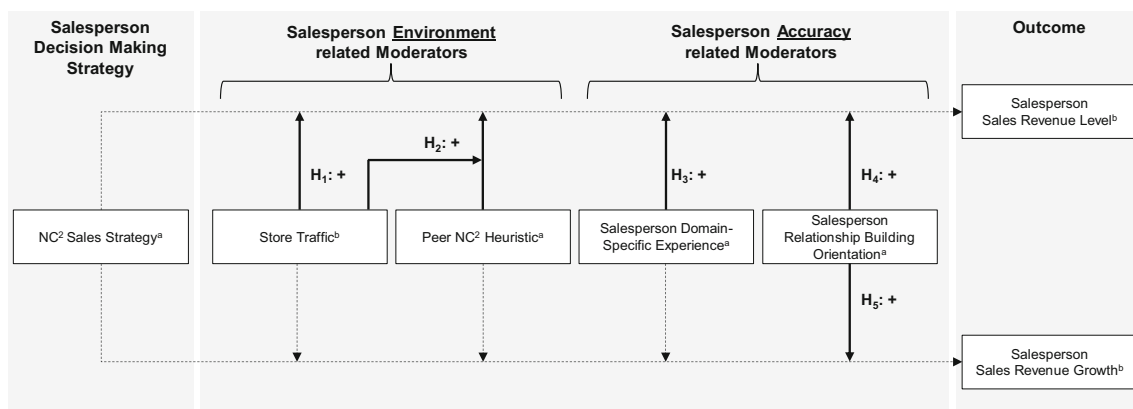 Salesperson
Decision Making
Strategy
Salesperson Environment
related Moderators
Salesperson Accuracy
related Moderators
Outcome
Salesperson
Sales Revenue Levelᵇ
H₂: +
H₁: +
H₃: +
H₄: +
NC² Sales Strategyᵃ
Store Trafficᵇ
Peer NC² Heuristicᵃ
Salesperson Domain-
Specific Experienceᵃ
Salesperson
Relationship Building
Orientationᵃ
H₅: +
Salesperson
Sales Revenue Growthᵇ